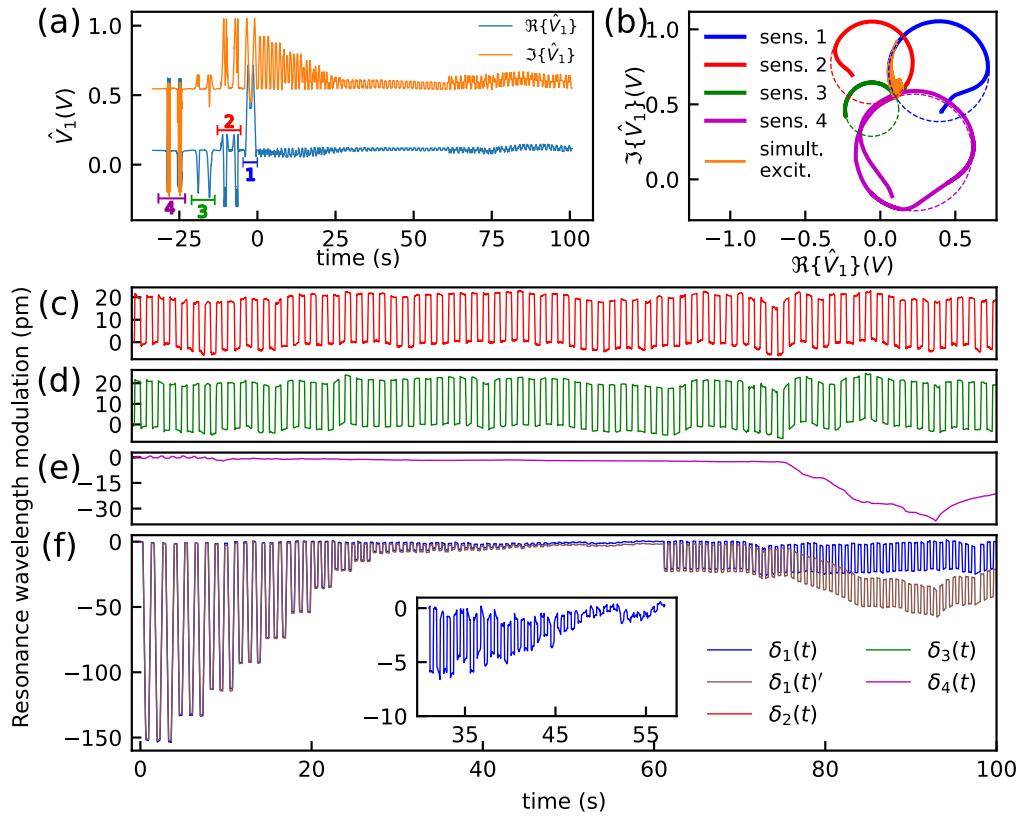 (a)
1.0
0.5
0.0
V̂₁(V)
ℜ{V̂₁}
ℑ{V̂₁}
4
3
2
1
−25 0 25 50 75 100
time (s)
(b)
1.0
0.5
0.0
ℑ{V̂₁}(V)
sens. 1
sens. 2
sens. 3
sens. 4
simult.
excit.
−1.0 −0.5 0.0 0.5
ℜ{V̂₁}(V)
Resonance wavelength modulation (pm)
(c)
20
10
0
(d)
20
10
0
(e)
0
−15
−30
(f)
0
−50
−100
−150
0
−5
−10
35 45 55
δ₁(t)
δ₁(t)′
δ₂(t)
δ₃(t)
δ₄(t)
0 20 40 60 80 100
time (s)